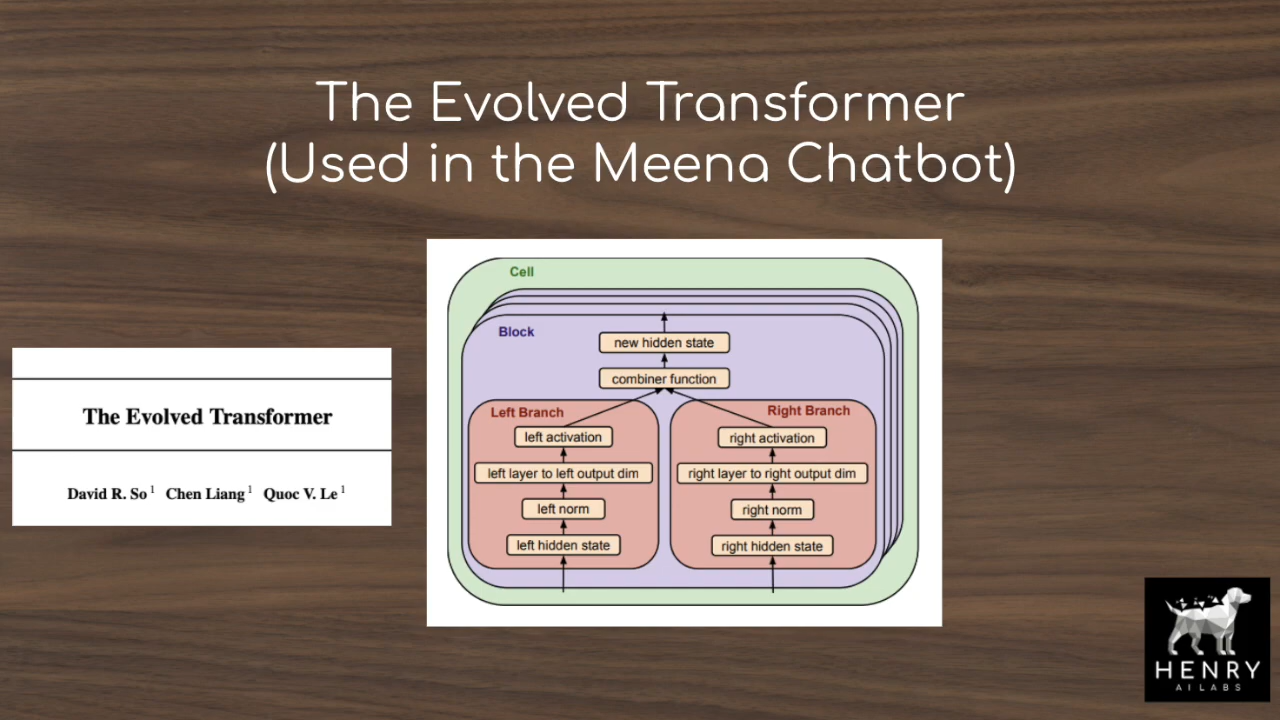 The Evolved Transformer
(Used in the Meena Chatbot)
The Evolved Transformer
David R. So 1 Chen Liang 1 Quoc V. Le 1
Cell
Block
new hidden state
combiner function
Left Branch
left activation
left layer to left output dim
left norm
left hidden state
Right Branch
right activation
right layer to right output dim
right norm
right hidden state
HENRY
AI LABS